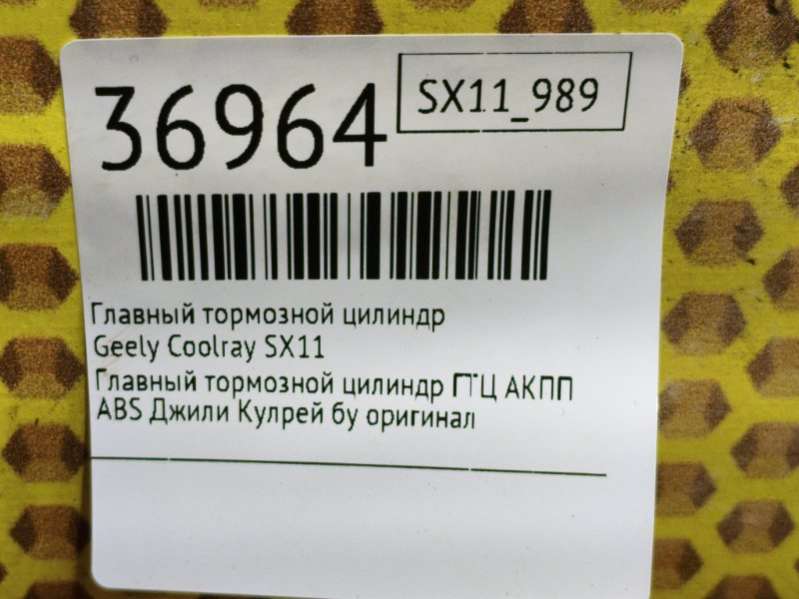 36964
SX11_989
Главный тормозной цилиндр
Geely Coolray SX11
Главный тормозной цилиндр ГТЦ АКПП
ABS Джили Кулрей бу оригинал